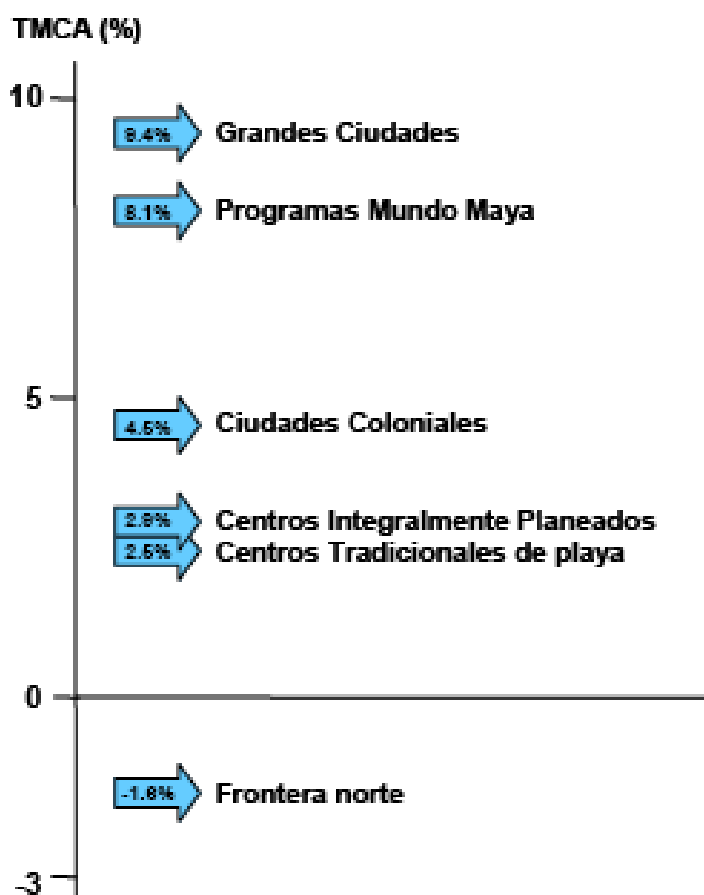 TMCA (%)
10
9.4% Grandes Ciudades
8.1% Programas Mundo Maya
5
4.5% Ciudades Coloniales
2.9% Centros Integralmente Planeados
2.5% Centros Tradicionales de playa
0
-1.6% Frontera norte
-3